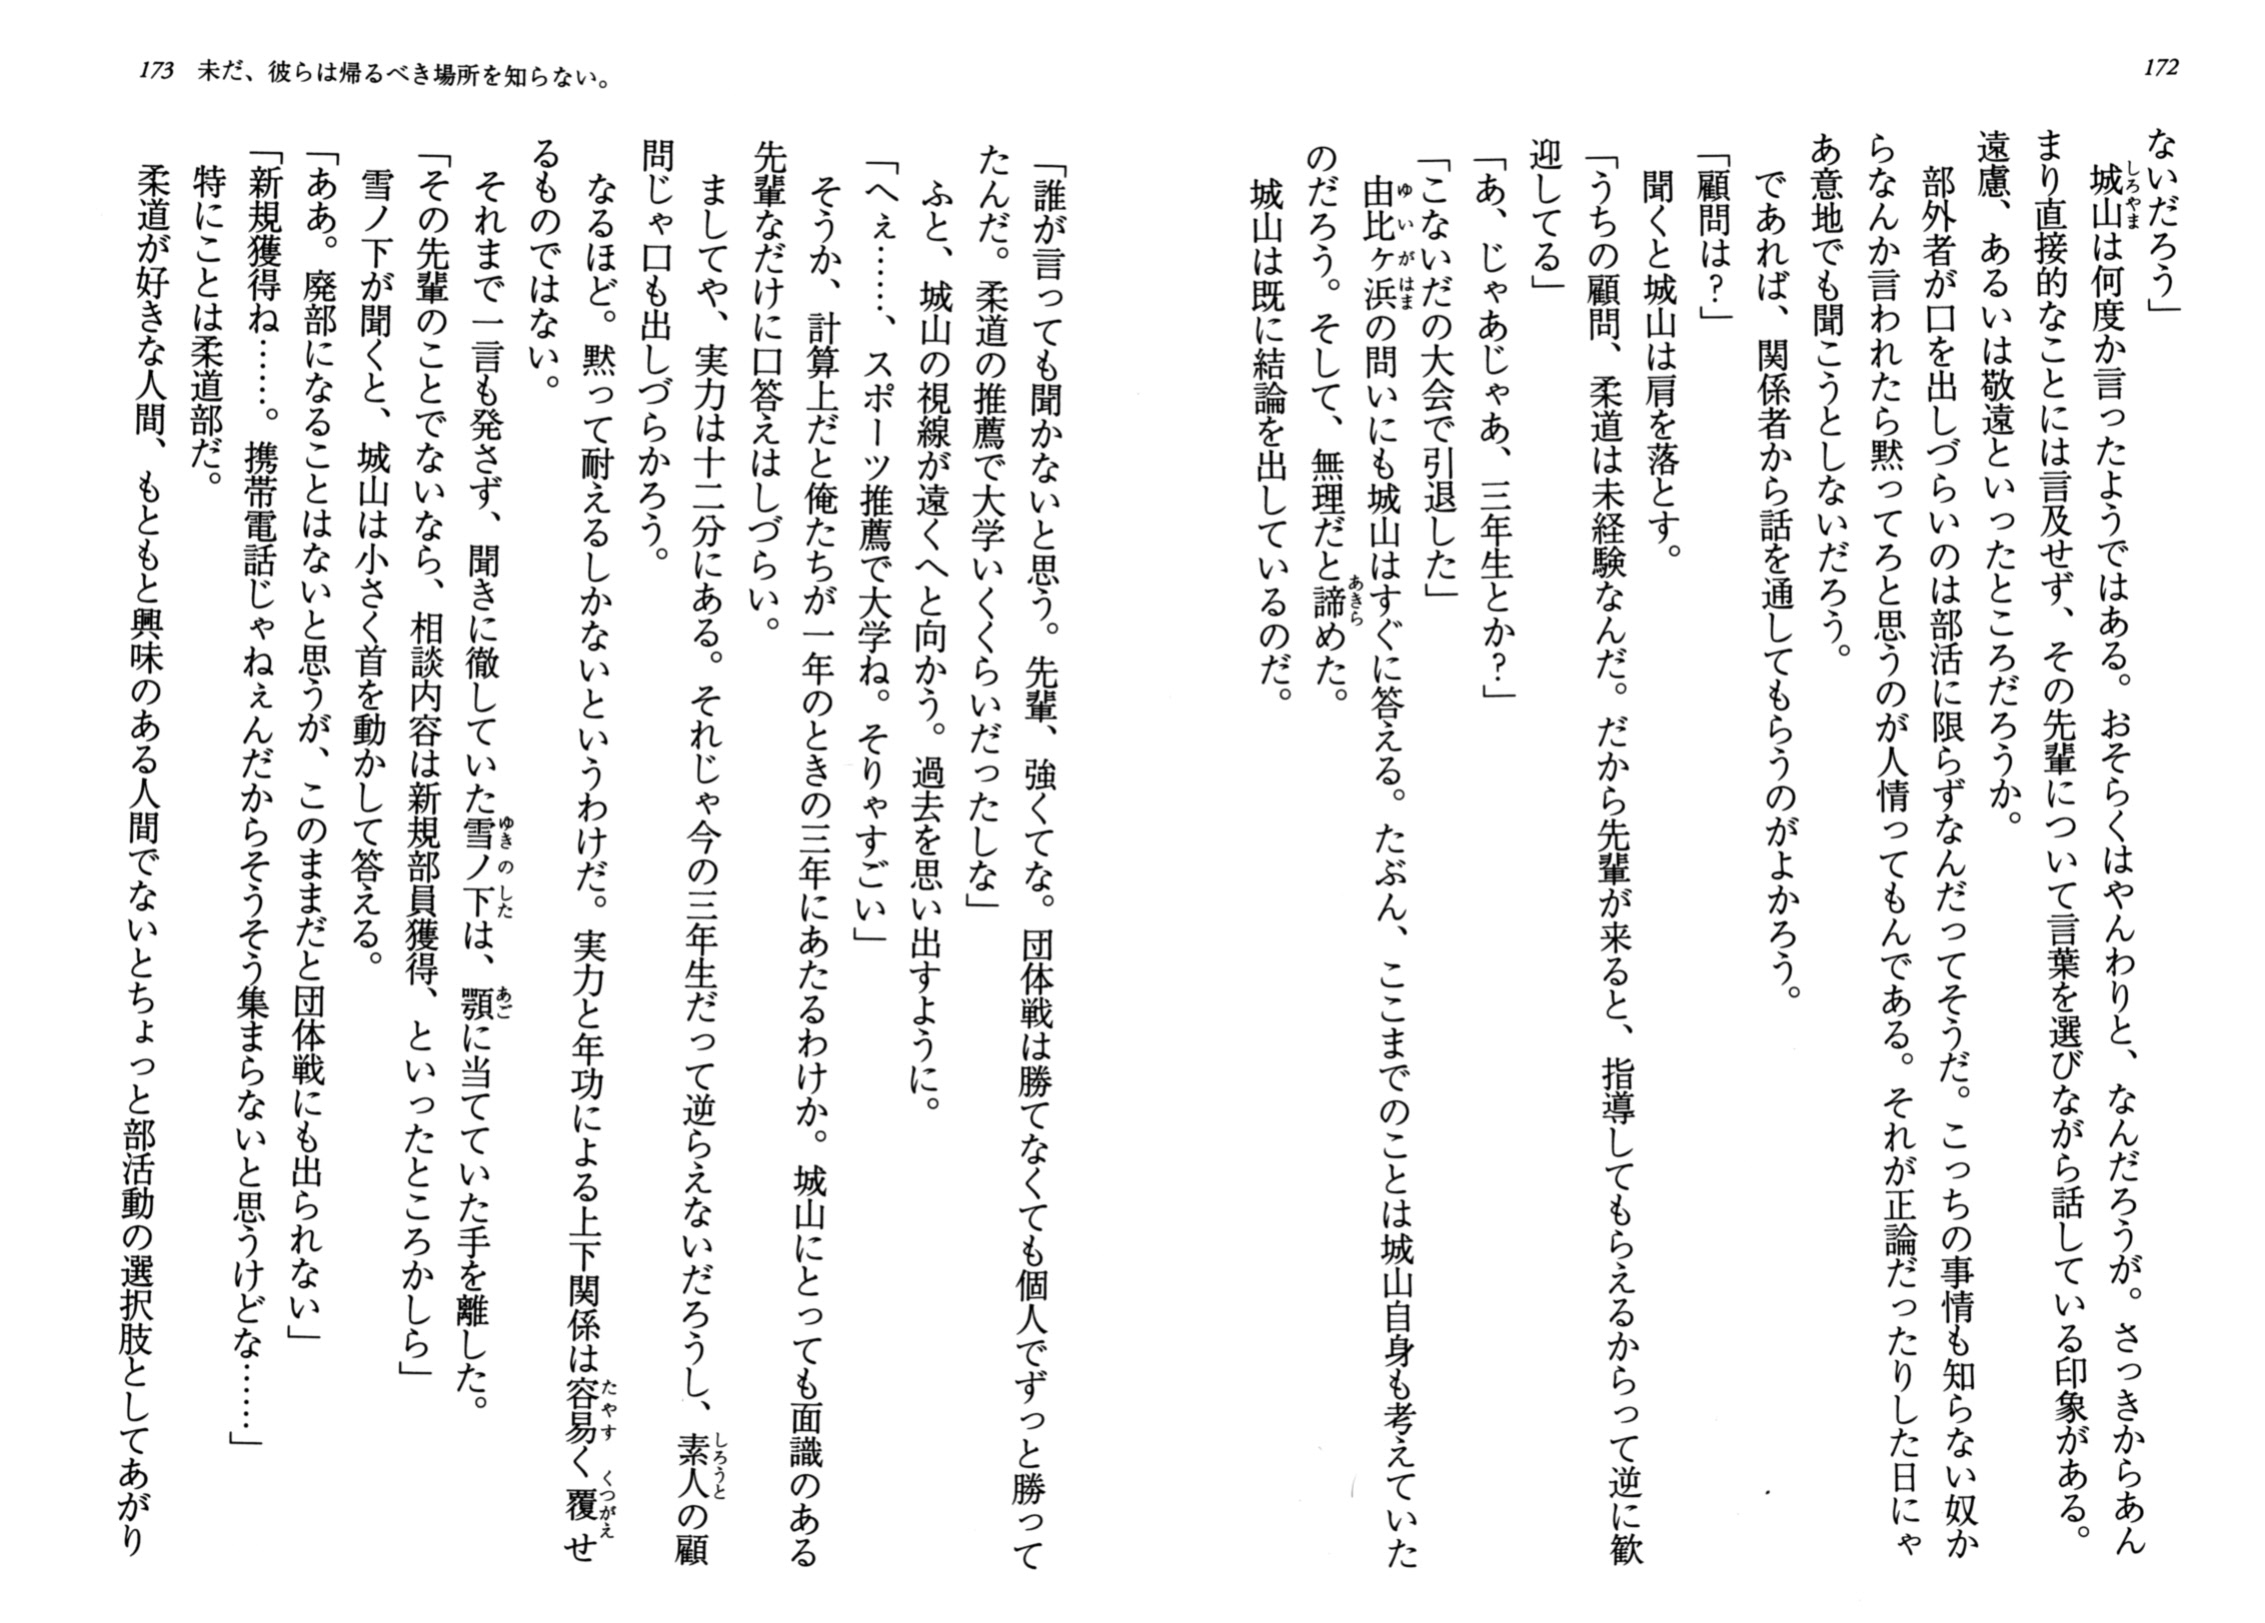 172
ないだろう」
城山は何度か言ったようではある。おそらくはやんわりと、なんだろうが。さっきからあん
まり直接的なことには言及せず、その先輩について言葉を選びながら話している印象がある。
遠慮、あるいは敬遠といったところだろうか。
部外者が口を出しづらいのは部活に限らずなんだってそうだ。こっちの事情も知らない奴か
らなんか言われたら黙ってろと思うのが人情ってもんである。それが正論だったりした日にゃ
あ意地でも聞こうとしないだろう。
であれば、関係者から話を通してもらうのがよかろう。
「顧問は?」
聞くと城山は肩を落とす。
「うちの顧問、柔道は未経験なんだ。だから先輩が来ると、指導してもらえるからって逆に歓
迎してる」
「あ、じゃあじゃあ、三年生とか?」
「こないだの大会で引退した」
由比ヶ浜の問いにも城山はすぐに答える。たぶん、ここまでのことは城山自身も考えていた
のだろう。そして、無理だと諦めた。
城山は既に結論を出しているのだ。
173 未だ、彼らは帰るべき場所を知らない。
「誰が言っても聞かないと思う。先輩、強くてな。団体戦は勝てなくても個人でずっと勝って
たんだ。柔道の推薦で大学いくくらいだったしな」
ふと、城山の視線が遠くへと向かう。過去を思い出すように。
「へぇ……、スポーツ推薦で大学ね。そりゃすごい」
そうか、計算上だと俺たちが一年のときの三年にあたるわけか。城山にとっても面識のある
先輩なだけに口答えはしづらい。
ましてや、実力は十二分にある。それじゃ今の三年生だって逆らえないだろうし、素人の顧
問じゃ口も出しづらかろう。
なるほど。黙って耐えるしかないというわけだ。実力と年功による上下関係は容易く覆せ
るものではない。
それまで一言も発さず、聞きに徹していた雪ノ下は、顎に当てていた手を離した。
「その先輩のことでないなら、相談内容は新規部員獲得、といったところかしら」
雪ノ下が聞くと、城山は小さく首を動かして答える。
「ああ。廃部になることはないと思うが、このままだと団体戦にも出られない」
「新規獲得ね……。携帯電話じゃねぇんだからそうそう集まらないと思うけどな……」
特にことは柔道部だ。
柔道が好きな人間、もともと興味のある人間でないとちょっと部活動の選択肢としてあがり